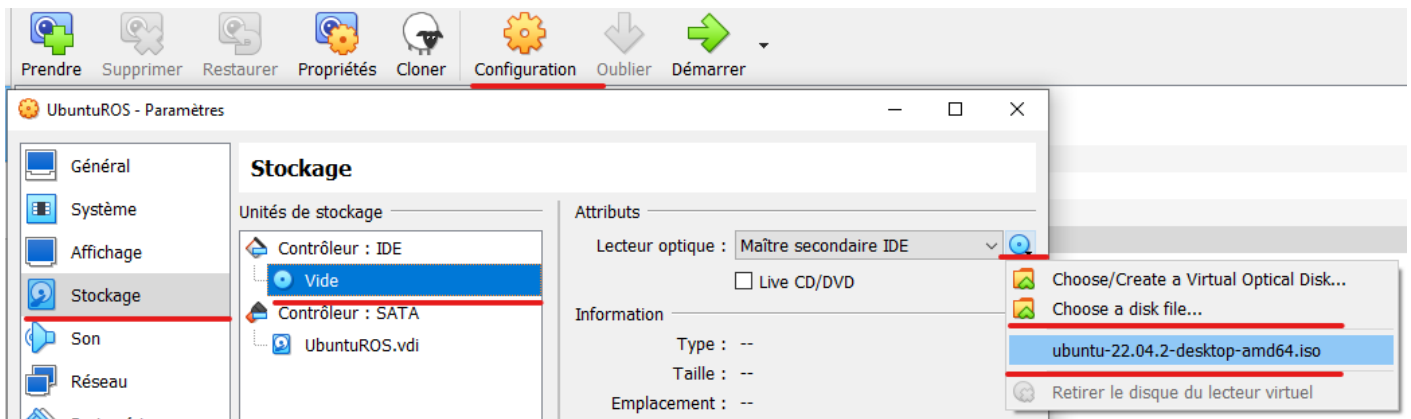 Prendre Supprimer Restaurer Propriétés Cloner Configuration Oublier Démarrer
UbuntuROS - Paramètres
Général
Système
Affichage
Stockage
Son
Réseau
Stockage
Unités de stockage
Contrôleur : IDE
Vide
Contrôleur : SATA
UbuntuROS.vdi
Attributs
Lecteur optique : Maître secondaire IDE
Live CD/DVD
Information
Type : --
Taille : --
Emplacement : --
Choose/Create a Virtual Optical Disk...
Choose a disk file...
ubuntu-22.04.2-desktop-amd64.iso
Retirer le disque du lecteur virtuel